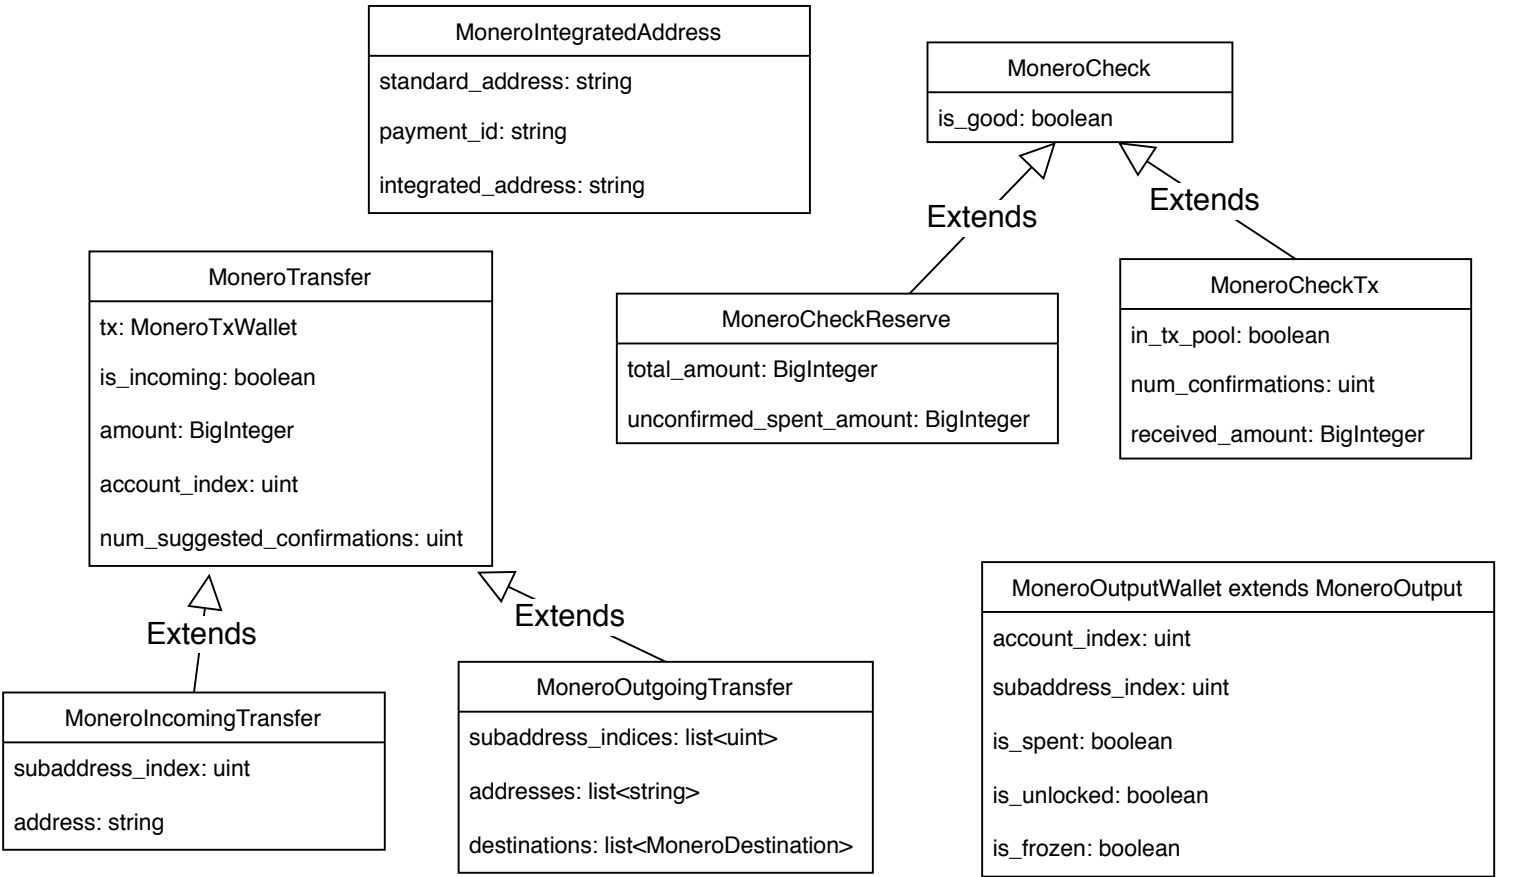 MoneroIntegratedAddress
standard_address: string
payment_id: string
integrated_address: string
MoneroCheck
is_good: boolean
Extends
Extends
MoneroTransfer
tx: MoneroTxWallet
is_incoming: boolean
amount: BigInteger
account_index: uint
num_suggested_confirmations: uint
MoneroCheckReserve
total_amount: BigInteger
unconfirmed_spent_amount: BigInteger
MoneroCheckTx
in_tx_pool: boolean
num_confirmations: uint
received_amount: BigInteger
Extends
Extends
MoneroIncomingTransfer
subaddress_index: uint
address: string
MoneroOutgoingTransfer
subaddress_indices: list<uint>
addresses: list<string>
destinations: list<MoneroDestination>
MoneroOutputWallet extends MoneroOutput
account_index: uint
subaddress_index: uint
is_spent: boolean
is_unlocked: boolean
is_frozen: boolean